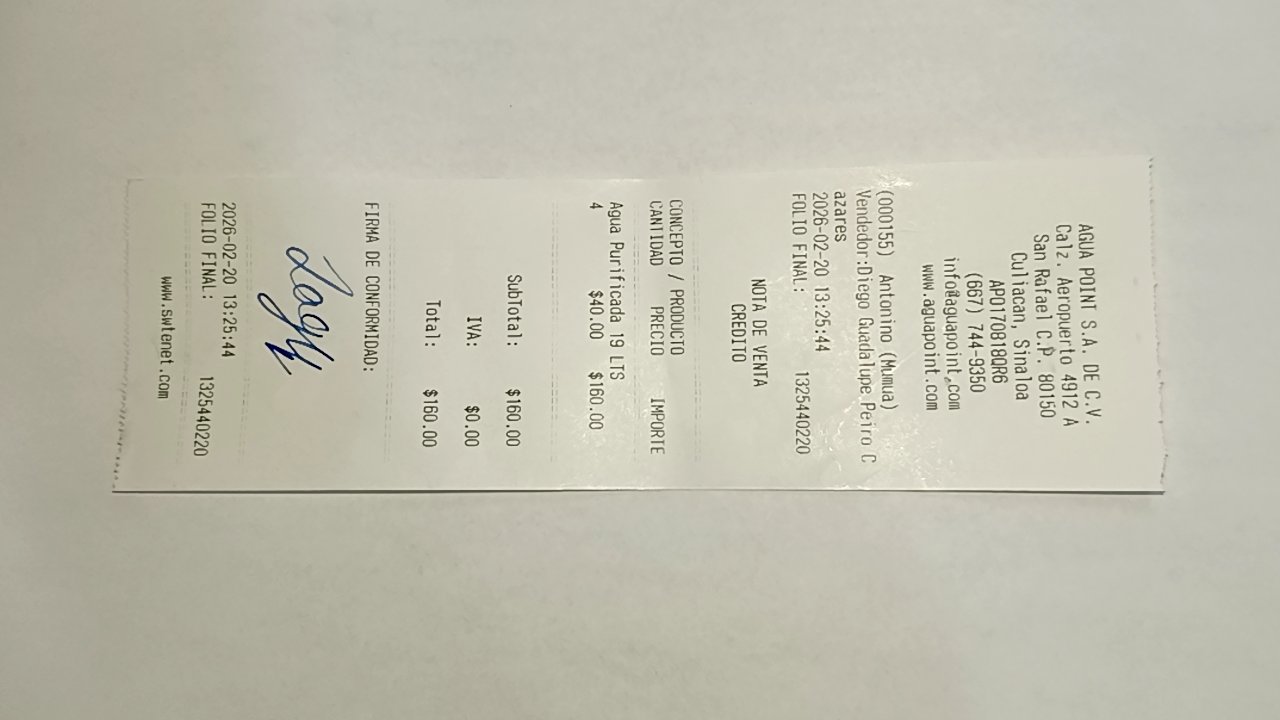 AGUA POINT S.A. DE C.V.
Calz. Aeropuerto 4912 A
San Rafael C.P. 80150
Culiacan, Sinaloa
APO170818QR6
(667) 744-9350
info@aguapoint.com
www.aguapoint.com
(000155) Antonino (Mumua)
Vendedor:Diego Guadalupe Peiro C
azares
2026-02-20 13:25:44
FOLIO FINAL: 1325440220
NOTA DE VENTA
CREDITO
CONCEPTO / PRODUCTO
CANTIDAD PRECIO IMPORTE
Agua Purificada 19 LTS
4 $40.00 $160.00
SubTotal: $160.00
IVA: $0.00
Total: $160.00
FIRMA DE CONFORMIDAD:
2026-02-20 13:25:44
FOLIO FINAL: 1325440220
www.swtenet.com